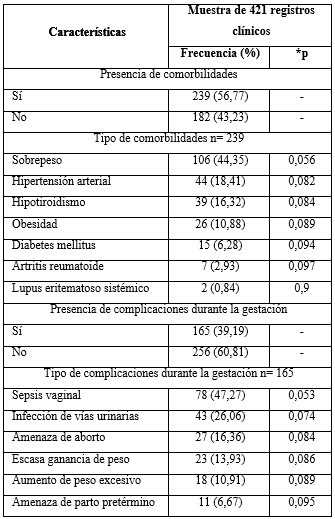 Características
Muestra de 421 registros
clínicos
Frecuencia (%) *p
Presencia de comorbilidades
Sí 239 (56,77) -
No 182 (43,23) -
Tipo de comorbilidades n= 239
Sobrepeso 106 (44,35) 0,056
Hipertensión arterial 44 (18,41) 0,082
Hipotiroidismo 39 (16,32) 0,084
Obesidad 26 (10,88) 0,089
Diabetes mellitus 15 (6,28) 0,094
Artritis reumatoide 7 (2,93) 0,097
Lupus eritematoso sistémico 2 (0,84) 0,9
Presencia de complicaciones durante la gestación
Sí 165 (39,19) -
No 256 (60,81) -
Tipo de complicaciones durante la gestación n= 165
Sepsis vaginal 78 (47,27) 0,053
Infección de vías urinarias 43 (26,06) 0,074
Amenaza de aborto 27 (16,36) 0,084
Escasa ganancia de peso 23 (13,93) 0,086
Aumento de peso excesivo 18 (10,91) 0,089
Amenaza de parto pretérmino 11 (6,67) 0,095